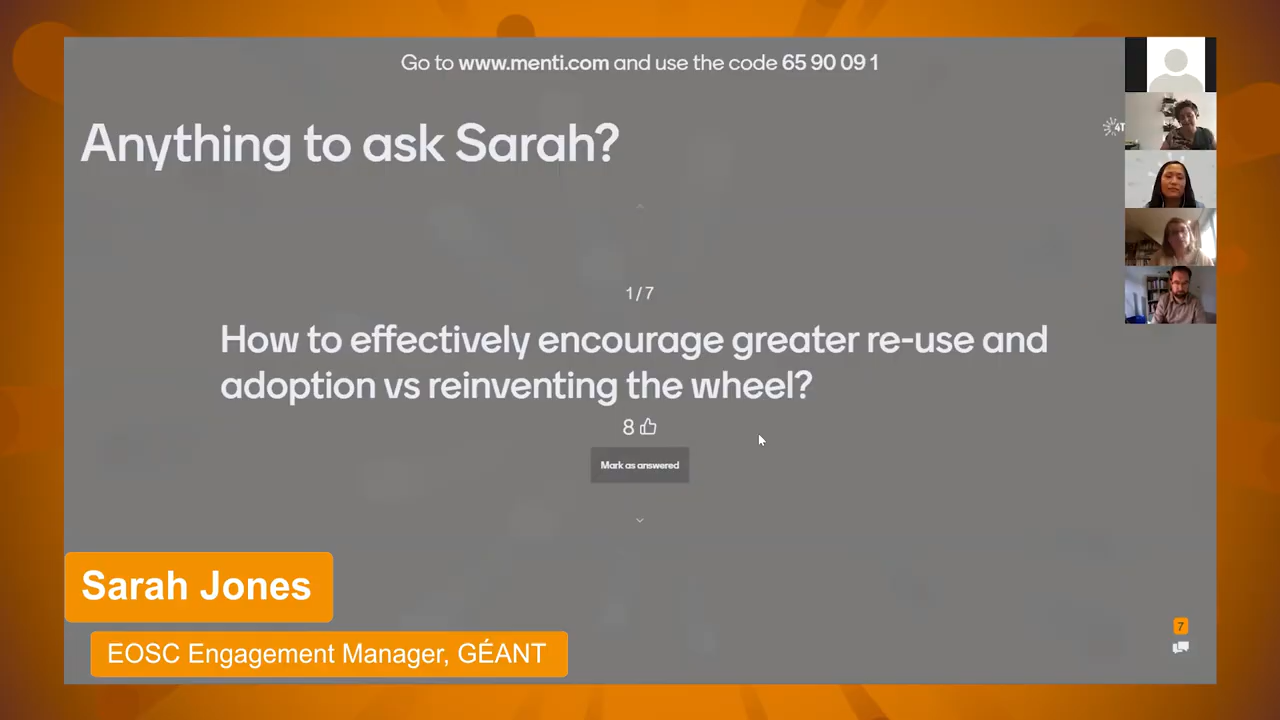 Go to www.menti.com and use the code 65 90 09 1
Anything to ask Sarah?
4T
1/7
How to effectively encourage greater re-use and
adoption vs reinventing the wheel?
8
Mark as answered
Sarah Jones
EOSC Engagement Manager, GÉANT
7